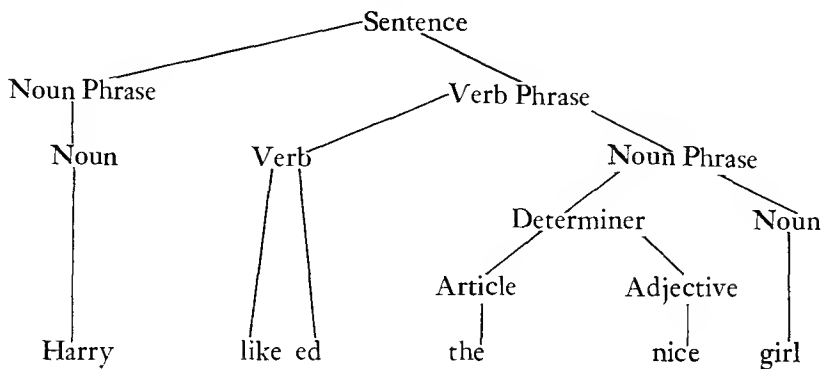 Sentence
Noun Phrase Verb Phrase
Noun Verb Noun Phrase
Determiner Noun
Article Adjective
Harry like ed the nice girl